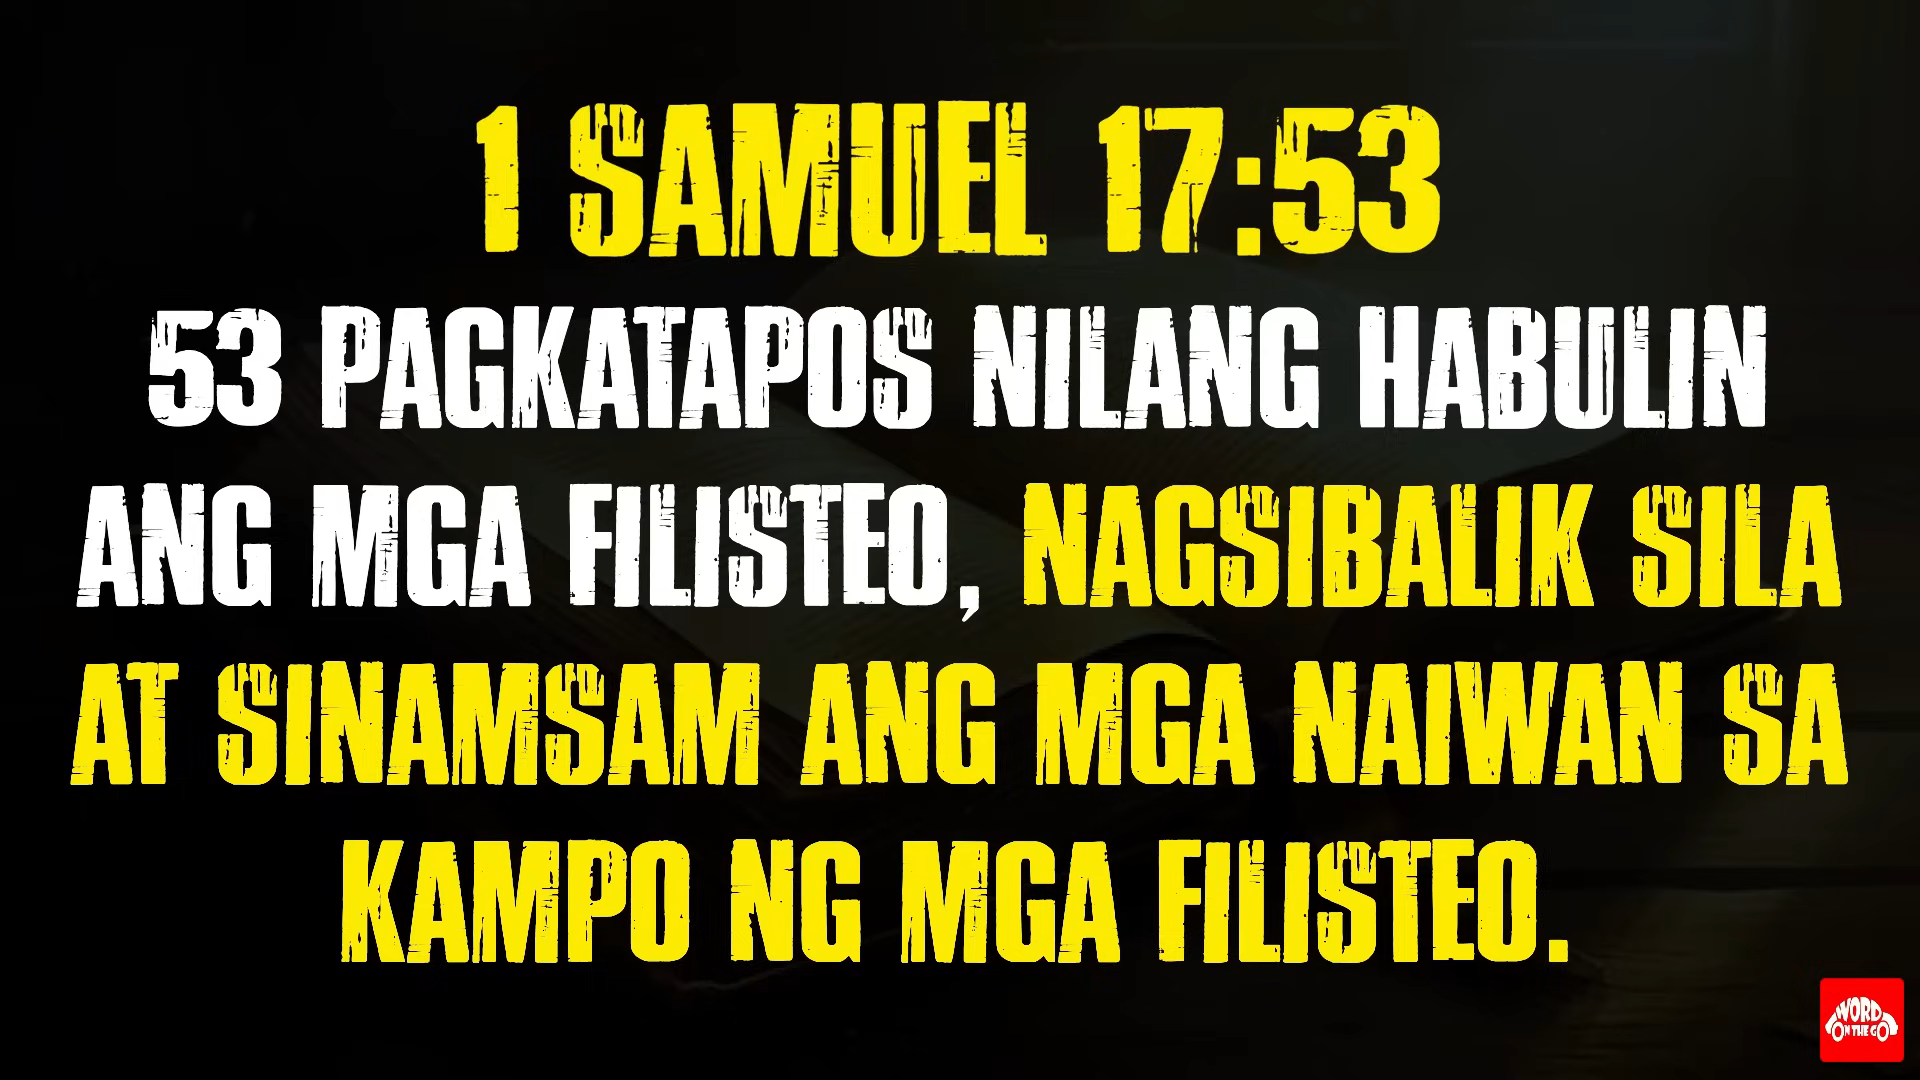 1 SAMUEL 17:53
53 PAGKATAPOS NILANG HABULIN
ANG MGA FILISTEO, NAGSIBALIK SILA
AT SINAMSAM ANG MGA NAIWAN SA
KAMPO NG MGA FILISTEO.
WORD
ON THE GO